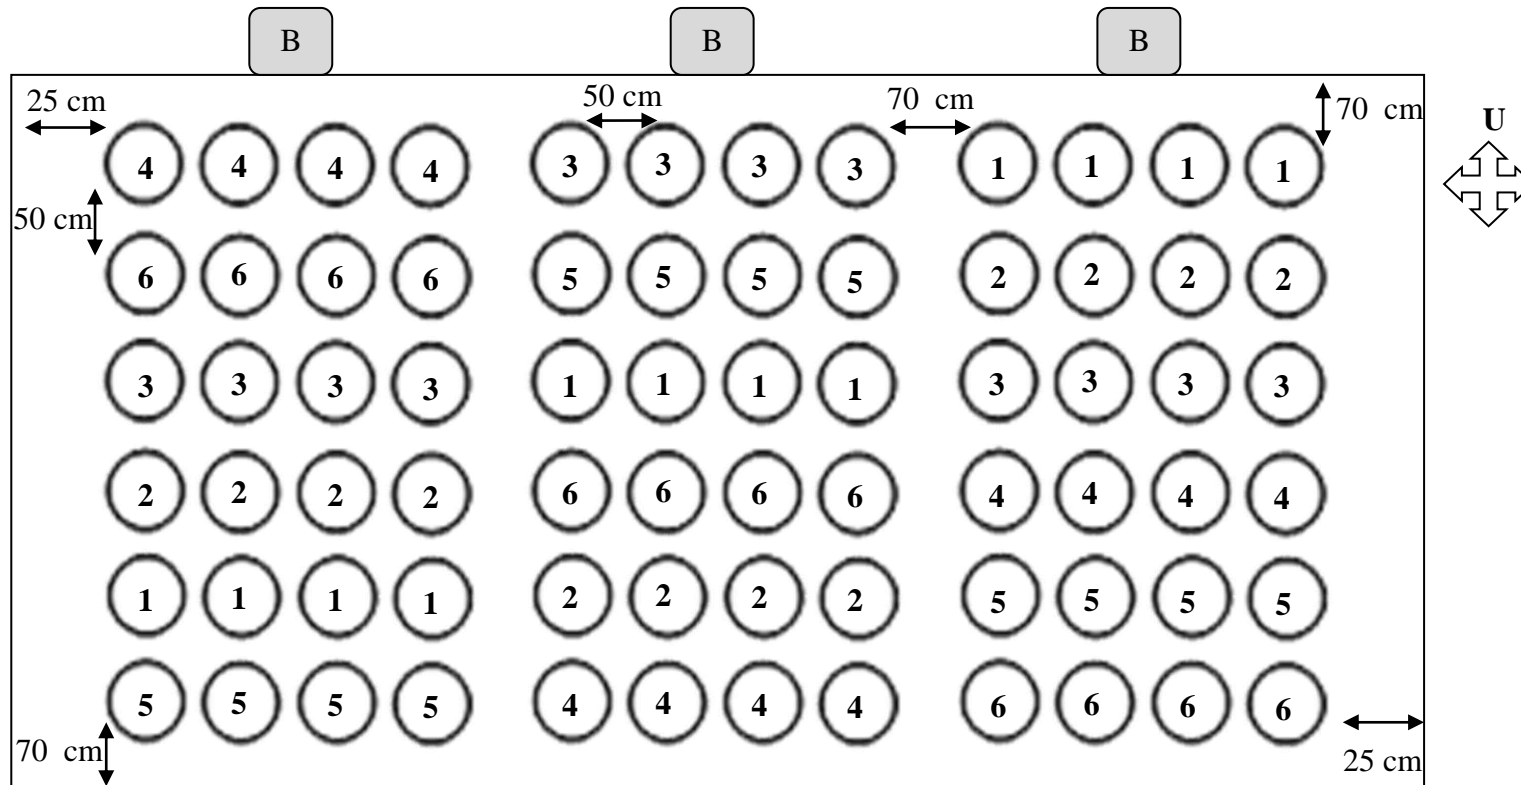 B B B
25 cm 50 cm 70 cm 70 cm
U
4 4 4 4 3 3 3 3 1 1 1 1
50 cm
6 6 6 6 5 5 5 5 2 2 2 2
3 3 3 3 1 1 1 1 3 3 3 3
2 2 2 2 6 6 6 6 4 4 4 4
1 1 1 1 2 2 2 2 5 5 5 5
5 5 5 5 4 4 4 4 6 6 6 6
70 cm 25 cm